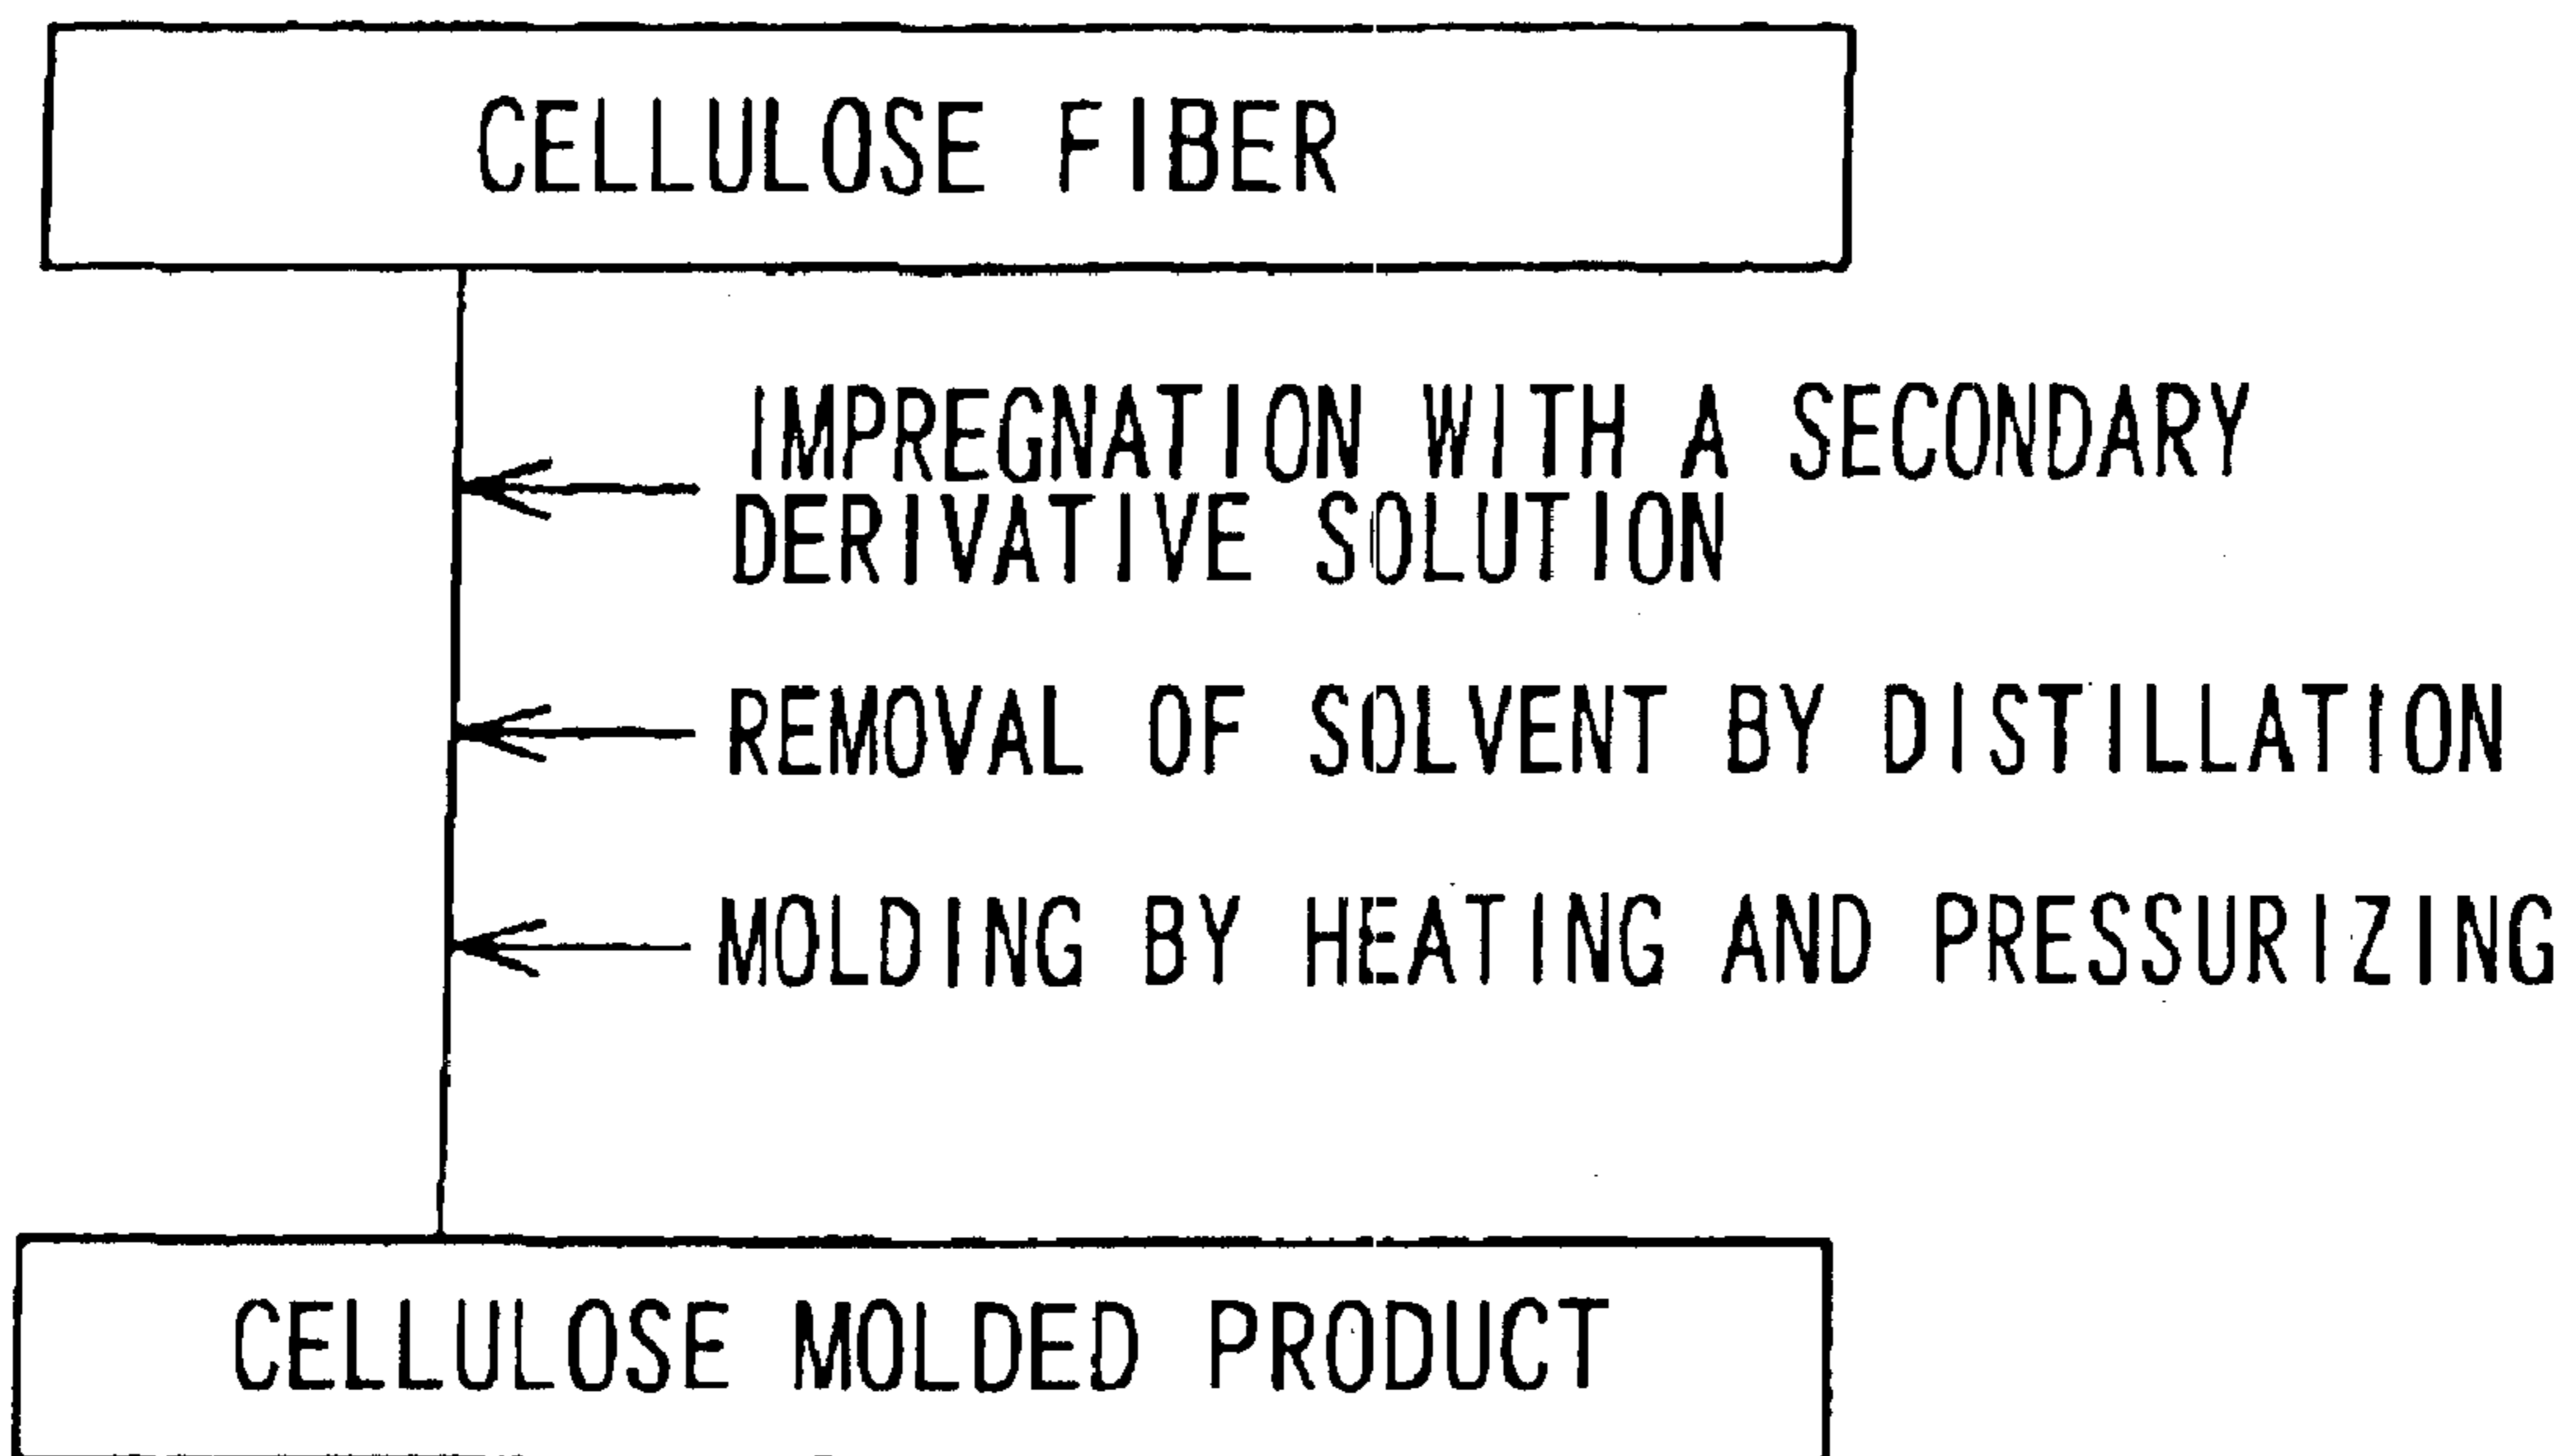 CELLULOSE FIBER
IMPREGNATION WITH A SECONDARY
DERIVATIVE SOLUTION
REMOVAL OF SOLVENT BY DISTILLATION
MOLDING BY HEATING AND PRESSURIZING
CELLULOSE MOLDED PRODUCT